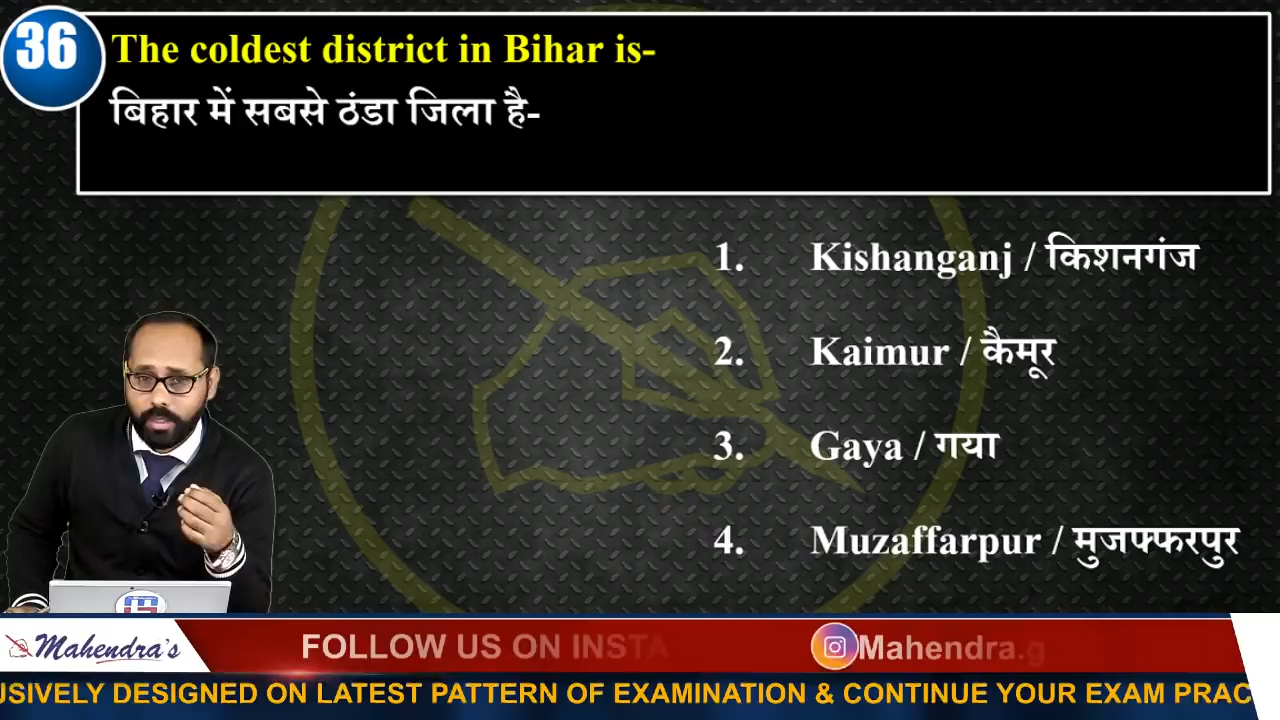 36
The coldest district in Bihar is-
बिहार में सबसे ठंडा जिला है-
1. Kishanganj / किशनगंज
2. Kaimur / कैमूर
3. Gaya / गया
4. Muzaffarpur / मुजफ्फरपुर
Mahendra's FOLLOW US ON INSTA Mahendra.g
USIVELY DESIGNED ON LATEST PATTERN OF EXAMINATION & CONTINUE YOUR EXAM PRAC